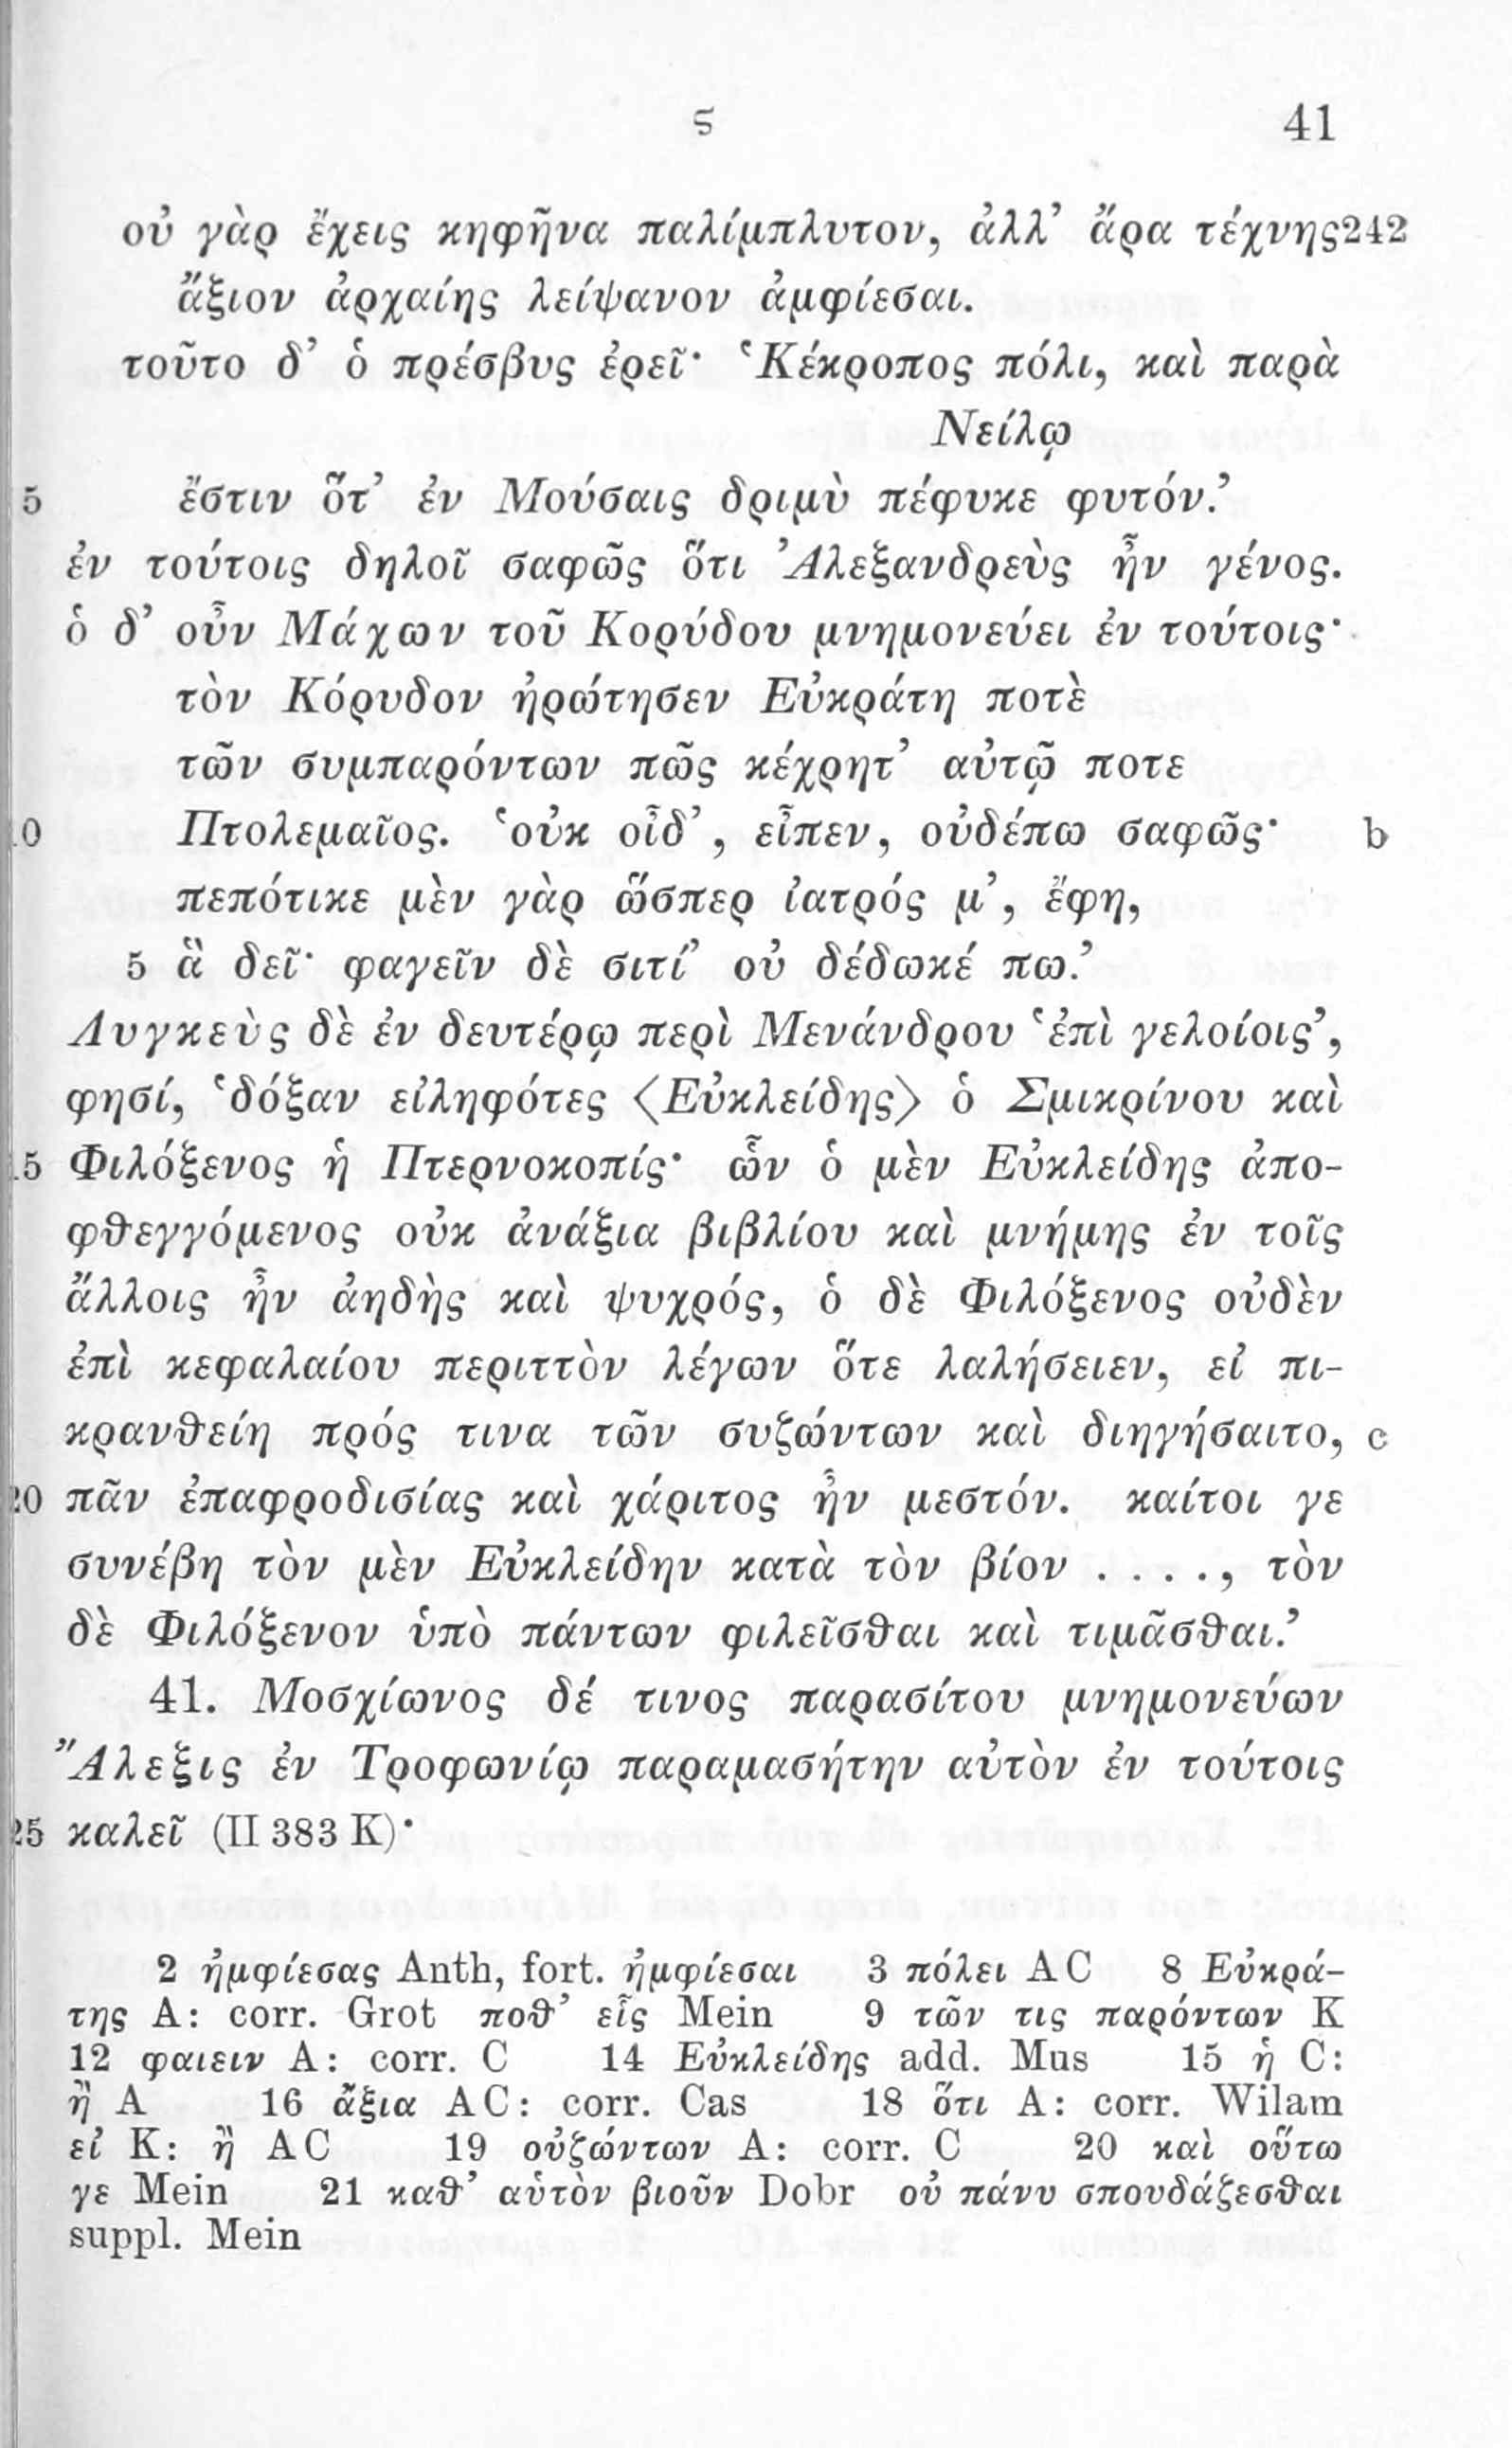 ϛ 41
οὐ γὰρ ἔχεις κηφῆνα παλίμπλυτον, ἀλλ’ ἄρα τέχνης 242
ἄξιον ἀρχαίης λείψανον ἀμφίεσαι.
τοῦτο δ’ ὁ πρέσβυς ἐρεῖ· ‘Κέκροπος πόλι, καὶ παρὰ
Νείλῳ
5 ἔστιν ὅτ’ ἐν Μούσαις δριμὺ πέφυκε φυτόν.’
ἐν τούτοις δηλοῖ σαφῶς ὅτι Ἀλεξανδρεὺς ἦν γένος.
ὁ δ’ οὖν Μάχων τοῦ Κορύδου μνημονεύει ἐν τούτοις·
τὸν Κόρυδον ἠρώτησεν Εὐκράτη ποτὲ
τῶν συμπαρόντων πῶς κέχρητ’ αὐτῷ ποτε
10 Πτολεμαῖος. ‘οὐκ οἶδ’, εἶπεν, οὐδέπω σαφῶς· b
πεπότικε μὲν γὰρ ὥσπερ ἰατρός μ’, ἔφη,
5 ἃ δεῖ· φαγεῖν δὲ σιτί’ οὐ δέδωκέ πω.’
Λυγκεὺς δὲ ἐν δευτέρῳ περὶ Μενάνδρου ‘ἐπὶ γελοίοις’,
φησί, ‘δόξαν εἰληφότες <Εὐκλείδης> ὁ Σμικρίνου καὶ
15 Φιλόξενος ἡ Πτερνοκοπίς· ὧν ὁ μὲν Εὐκλείδης ἀπο-
φθεγγόμενος οὐκ ἀνάξια βιβλίου καὶ μνήμης ἐν τοῖς
ἄλλοις ἦν ἀηδὴς καὶ ψυχρός, ὁ δὲ Φιλόξενος οὐδὲν
ἐπὶ κεφαλαίου περιττὸν λέγων ὅτε λαλήσειεν, εἰ πι-
κρανθείη πρός τινα τῶν συζώντων καὶ διηγήσαιτο, c
20 πᾶν ἐπαφροδισίας καὶ χάριτος ἦν μεστόν. καίτοι γε
συνέβη τὸν μὲν Εὐκλείδην κατὰ τὸν βίον . . . ., τὸν
δὲ Φιλόξενον ὑπὸ πάντων φιλεῖσθαι καὶ τιμᾶσθαι.’
41. Μοσχίωνος δέ τινος παρασίτου μνημονεύων
Ἄλεξις ἐν Τροφωνίῳ παραμασήτην αὐτὸν ἐν τούτοις
25 καλεῖ (II 383 K)·
2 ἠμφίεσας Anth, fort. ἠμφίεσαι 3 πόλει AC 8 Εὐκρά-
της A: corr. Grot ποθ’ εἷς Mein 9 τῶν τις παρόντων K
12 φαιειν A: corr. C 14 Εὐκλείδης add. Mus 15 ἡ C:
ἢ A 16 ἄξια AC: corr. Cas 18 ὅτι A: corr. Wilam
εἰ K: ἢ AC 19 οὐζώντων A: corr. C 20 καὶ οὕτω
γε Mein 21 καθ’ αὑτὸν βιοῦν Dobr οὐ πάνυ σπουδάζεσθαι
suppl. Mein